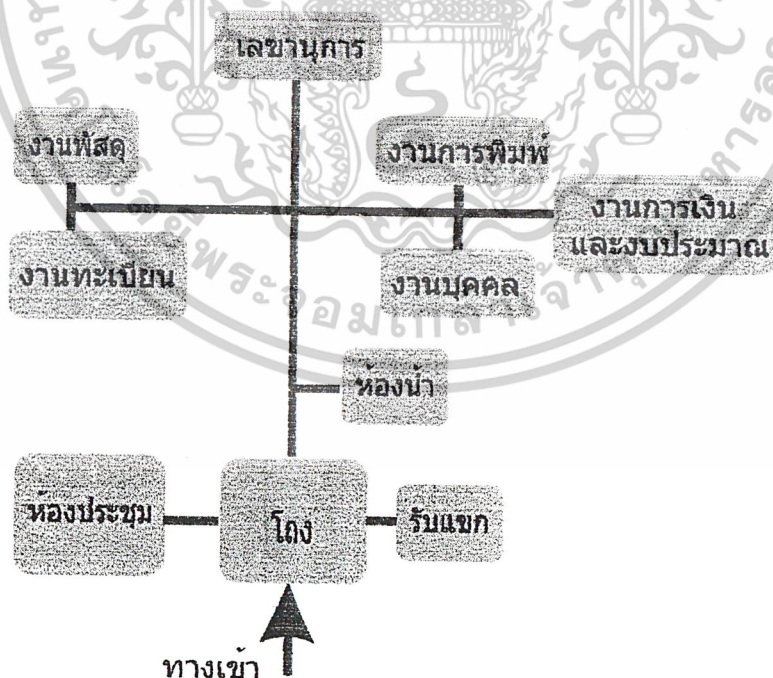 เลขานุการ
งานพัสดุ
งานการพิมพ์
งานการเงิน
และงบประมาณ
งานทะเบียน
งานบุคคล
ห้องน้ำ
ห้องประชุม
โถง
รับแขก
ทางเข้า